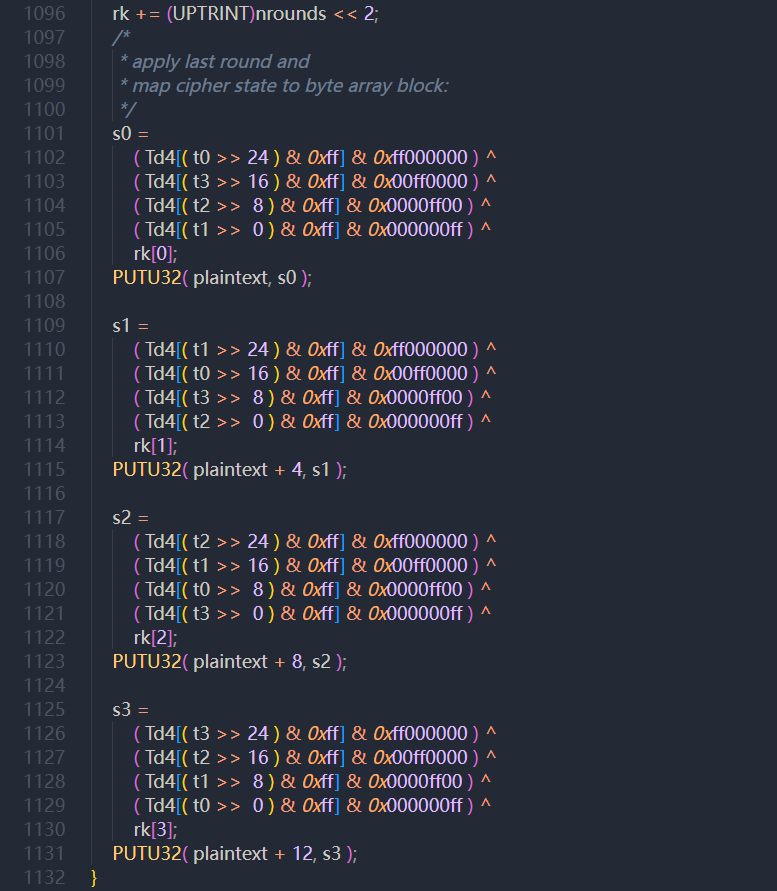 1096 rk += (UPTRINT)nrounds << 2;
1097 /*
1098 * apply last round and
1099 * map cipher state to byte array block:
1100 */
1101 s0 =
1102 ( Td4[( t0 >> 24 ) & 0xff] & 0xff000000 ) ^
1103 ( Td4[( t3 >> 16 ) & 0xff] & 0x00ff0000 ) ^
1104 ( Td4[( t2 >>  8 ) & 0xff] & 0x0000ff00 ) ^
1105 ( Td4[( t1 >>  0 ) & 0xff] & 0x000000ff ) ^
1106 rk[0];
1107 PUTU32( plaintext, s0 );
1108
1109 s1 =
1110 ( Td4[( t1 >> 24 ) & 0xff] & 0xff000000 ) ^
1111 ( Td4[( t0 >> 16 ) & 0xff] & 0x00ff0000 ) ^
1112 ( Td4[( t3 >>  8 ) & 0xff] & 0x0000ff00 ) ^
1113 ( Td4[( t2 >>  0 ) & 0xff] & 0x000000ff ) ^
1114 rk[1];
1115 PUTU32( plaintext + 4, s1 );
1116
1117 s2 =
1118 ( Td4[( t2 >> 24 ) & 0xff] & 0xff000000 ) ^
1119 ( Td4[( t1 >> 16 ) & 0xff] & 0x00ff0000 ) ^
1120 ( Td4[( t0 >>  8 ) & 0xff] & 0x0000ff00 ) ^
1121 ( Td4[( t3 >>  0 ) & 0xff] & 0x000000ff ) ^
1122 rk[2];
1123 PUTU32( plaintext + 8, s2 );
1124
1125 s3 =
1126 ( Td4[( t3 >> 24 ) & 0xff] & 0xff000000 ) ^
1127 ( Td4[( t2 >> 16 ) & 0xff] & 0x00ff0000 ) ^
1128 ( Td4[( t1 >>  8 ) & 0xff] & 0x0000ff00 ) ^
1129 ( Td4[( t0 >>  0 ) & 0xff] & 0x000000ff ) ^
1130 rk[3];
1131 PUTU32( plaintext + 12, s3 );
1132 }